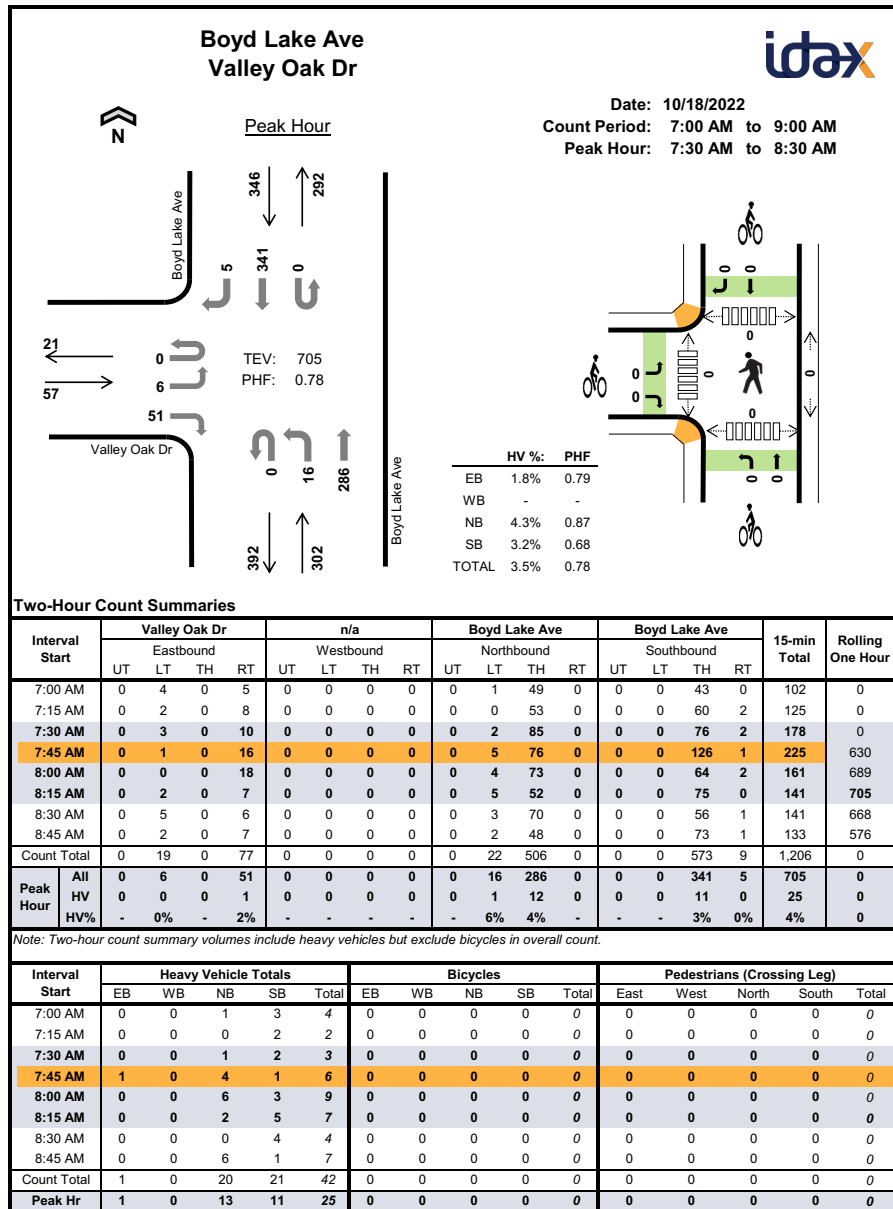 Boyd Lake Ave
Valley Oak Dr
idax
Date: 10/18/2022
Count Period: 7:00 AM to 9:00 AM
Peak Hour: 7:30 AM to 8:30 AM
N
Peak Hour
346
292
Boyd Lake Ave
5
341
0
21
57
0
6
51
TEV: 705
PHF: 0.78
Valley Oak Dr
0
16
286
Boyd Lake Ave
392
302
HV %: PHF
EB 1.8% 0.79
WB - -
NB 4.3% 0.87
SB 3.2% 0.68
TOTAL 3.5% 0.78
0 0
0
0
0
0
0
0
0 0
Two-Hour Count Summaries
Interval Start Valley Oak Dr n/a Boyd Lake Ave Boyd Lake Ave 15-min Total Rolling One Hour
Eastbound Westbound Northbound Southbound
UT LT TH RT UT LT TH RT UT LT TH RT UT LT TH RT
7:00 AM 0 4 0 5 0 0 0 0 0 1 49 0 0 0 43 0 102 0
7:15 AM 0 2 0 8 0 0 0 0 0 0 53 0 0 0 60 2 125 0
7:30 AM 0 3 0 10 0 0 0 0 0 2 85 0 0 0 76 2 178 0
7:45 AM 0 1 0 16 0 0 0 0 0 5 76 0 0 0 126 1 225 630
8:00 AM 0 0 0 18 0 0 0 0 0 4 73 0 0 0 64 2 161 689
8:15 AM 0 2 0 7 0 0 0 0 0 5 52 0 0 0 75 0 141 705
8:30 AM 0 5 0 6 0 0 0 0 0 3 70 0 0 0 56 1 141 668
8:45 AM 0 2 0 7 0 0 0 0 0 2 48 0 0 0 73 1 133 576
Count Total 0 19 0 77 0 0 0 0 0 22 506 0 0 0 573 9 1,206 0
Peak Hour All 0 6 0 51 0 0 0 0 0 16 286 0 0 0 341 5 705 0
HV 0 0 0 1 0 0 0 0 0 1 12 0 0 0 11 0 25 0
HV% - 0% - 2% - - - - - 6% 4% - - - 3% 0% 4% 0
Note: Two-hour count summary volumes include heavy vehicles but exclude bicycles in overall count.
Interval Start Heavy Vehicle Totals Bicycles Pedestrians (Crossing Leg)
EB WB NB SB Total EB WB NB SB Total East West North South Total
7:00 AM 0 0 1 3 4 0 0 0 0 0 0 0 0 0 0
7:15 AM 0 0 0 2 2 0 0 0 0 0 0 0 0 0 0
7:30 AM 0 0 1 2 3 0 0 0 0 0 0 0 0 0 0
7:45 AM 1 0 4 1 6 0 0 0 0 0 0 0 0 0 0
8:00 AM 0 0 6 3 9 0 0 0 0 0 0 0 0 0 0
8:15 AM 0 0 2 5 7 0 0 0 0 0 0 0 0 0 0
8:30 AM 0 0 0 4 4 0 0 0 0 0 0 0 0 0 0
8:45 AM 0 0 6 1 7 0 0 0 0 0 0 0 0 0 0
Count Total 1 0 20 21 42 0 0 0 0 0 0 0 0 0 0
Peak Hr 1 0 13 11 25 0 0 0 0 0 0 0 0 0 0